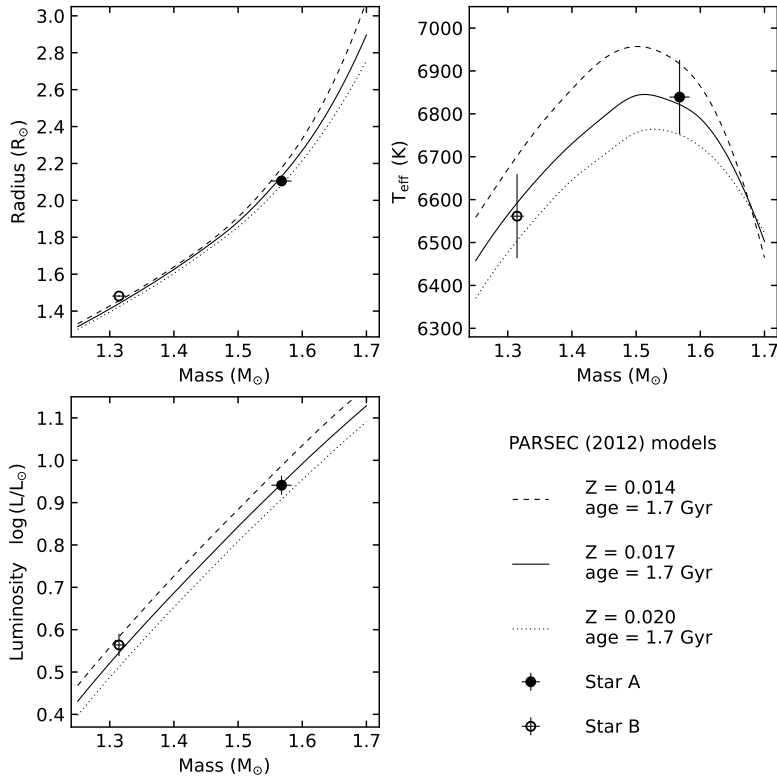 3.0
2.8
2.6
2.4
2.2
2.0
1.8
1.6
1.4
Radius (R⊙)
1.3 1.4 1.5 1.6 1.7
Mass (M⊙)
7000
6900
6800
6700
6600
6500
6400
6300
T_eff (K)
1.3 1.4 1.5 1.6 1.7
Mass (M⊙)
1.1
1.0
0.9
0.8
0.7
0.6
0.5
0.4
Luminosity log(L/L⊙)
1.3 1.4 1.5 1.6 1.7
Mass (M⊙)
PARSEC (2012) models
Z = 0.014
age = 1.7 Gyr
Z = 0.017
age = 1.7 Gyr
Z = 0.020
age = 1.7 Gyr
Star A
Star B